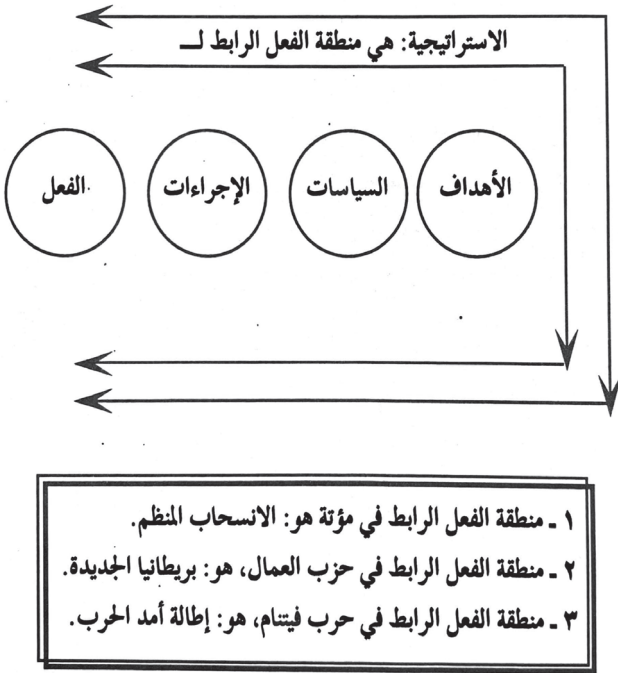 الاستراتيجية: هي منطقة الفعل الرابط لـــ
الأهداف
السياسات
الإجراءات
الفعل
١ ـ منطقة الفعل الرابط في مؤتة هو: الانسحاب المنظم.
٢ ـ منطقة الفعل الرابط في حزب العمال، هو: بريطانيا الجديدة.
٣ ـ منطقة الفعل الرابط في حرب فيتنام، هو: إطالة أمد الحرب.